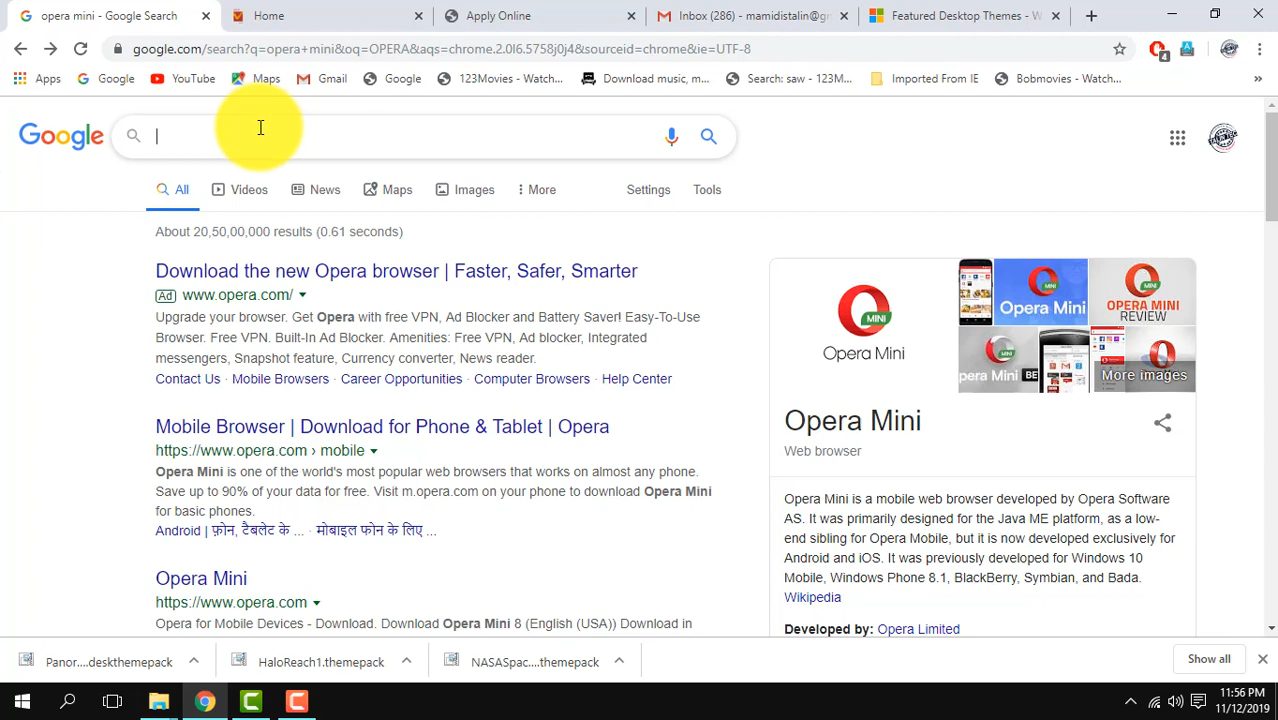 opera mini - Google Search
Home
Apply Online
Inbox (286) - mamidistalin@gr
Featured Desktop Themes - W
google.com/search?q=opera+mini&oq=OPERA&aqs=chrome.2.0l6.5758j0j4&sourceid=chrome&ie=UTF-8
4
Apps
Google
YouTube
Maps
Gmail
Google
123Movies - Watch...
Download music, m...
Search: saw - 123M...
Imported From IE
Bobmovies - Watch...
Google
All
Videos
News
Maps
Images
More
Settings
Tools
About 20,50,00,000 results (0.61 seconds)
Download the new Opera browser | Faster, Safer, Smarter
Ad www.opera.com/
Upgrade your browser. Get Opera with free VPN, Ad Blocker and Battery Saver! Easy-To-Use
Browser. Free VPN. Built-In Ad Blocker. Amenities: Free VPN, Ad blocker, Integrated
messengers, Snapshot feature, Currency converter, News reader.
Contact Us · Mobile Browsers · Career Opportunities · Computer Browsers · Help Center
Mobile Browser | Download for Phone & Tablet | Opera
https://www.opera.com › mobile
Opera Mini is one of the world's most popular web browsers that works on almost any phone.
Save up to 90% of your data for free. Visit m.opera.com on your phone to download Opera Mini
for basic phones.
Android | फ़ोन, टैबलेट के ... · मोबाइल फोन के लिए ...
Opera Mini
https://www.opera.com
Opera for Mobile Devices - Download. Download Opera Mini 8 (English (USA)) Download in
MINI
Opera Mini
Opera Mini
OPERA MINI
REVIEW
MINI
pera Mini BE
More images
Opera Mini
Web browser
Opera Mini is a mobile web browser developed by Opera Software
AS. It was primarily designed for the Java ME platform, as a low-
end sibling for Opera Mobile, but it is now developed exclusively for
Android and iOS. It was previously developed for Windows 10
Mobile, Windows Phone 8.1, BlackBerry, Symbian, and Bada.
Wikipedia
Developed by: Opera Limited
Panor....deskthemepack
HaloReach1.themepack
NASASpac....themepack
Show all
11:56 PM
11/12/2019